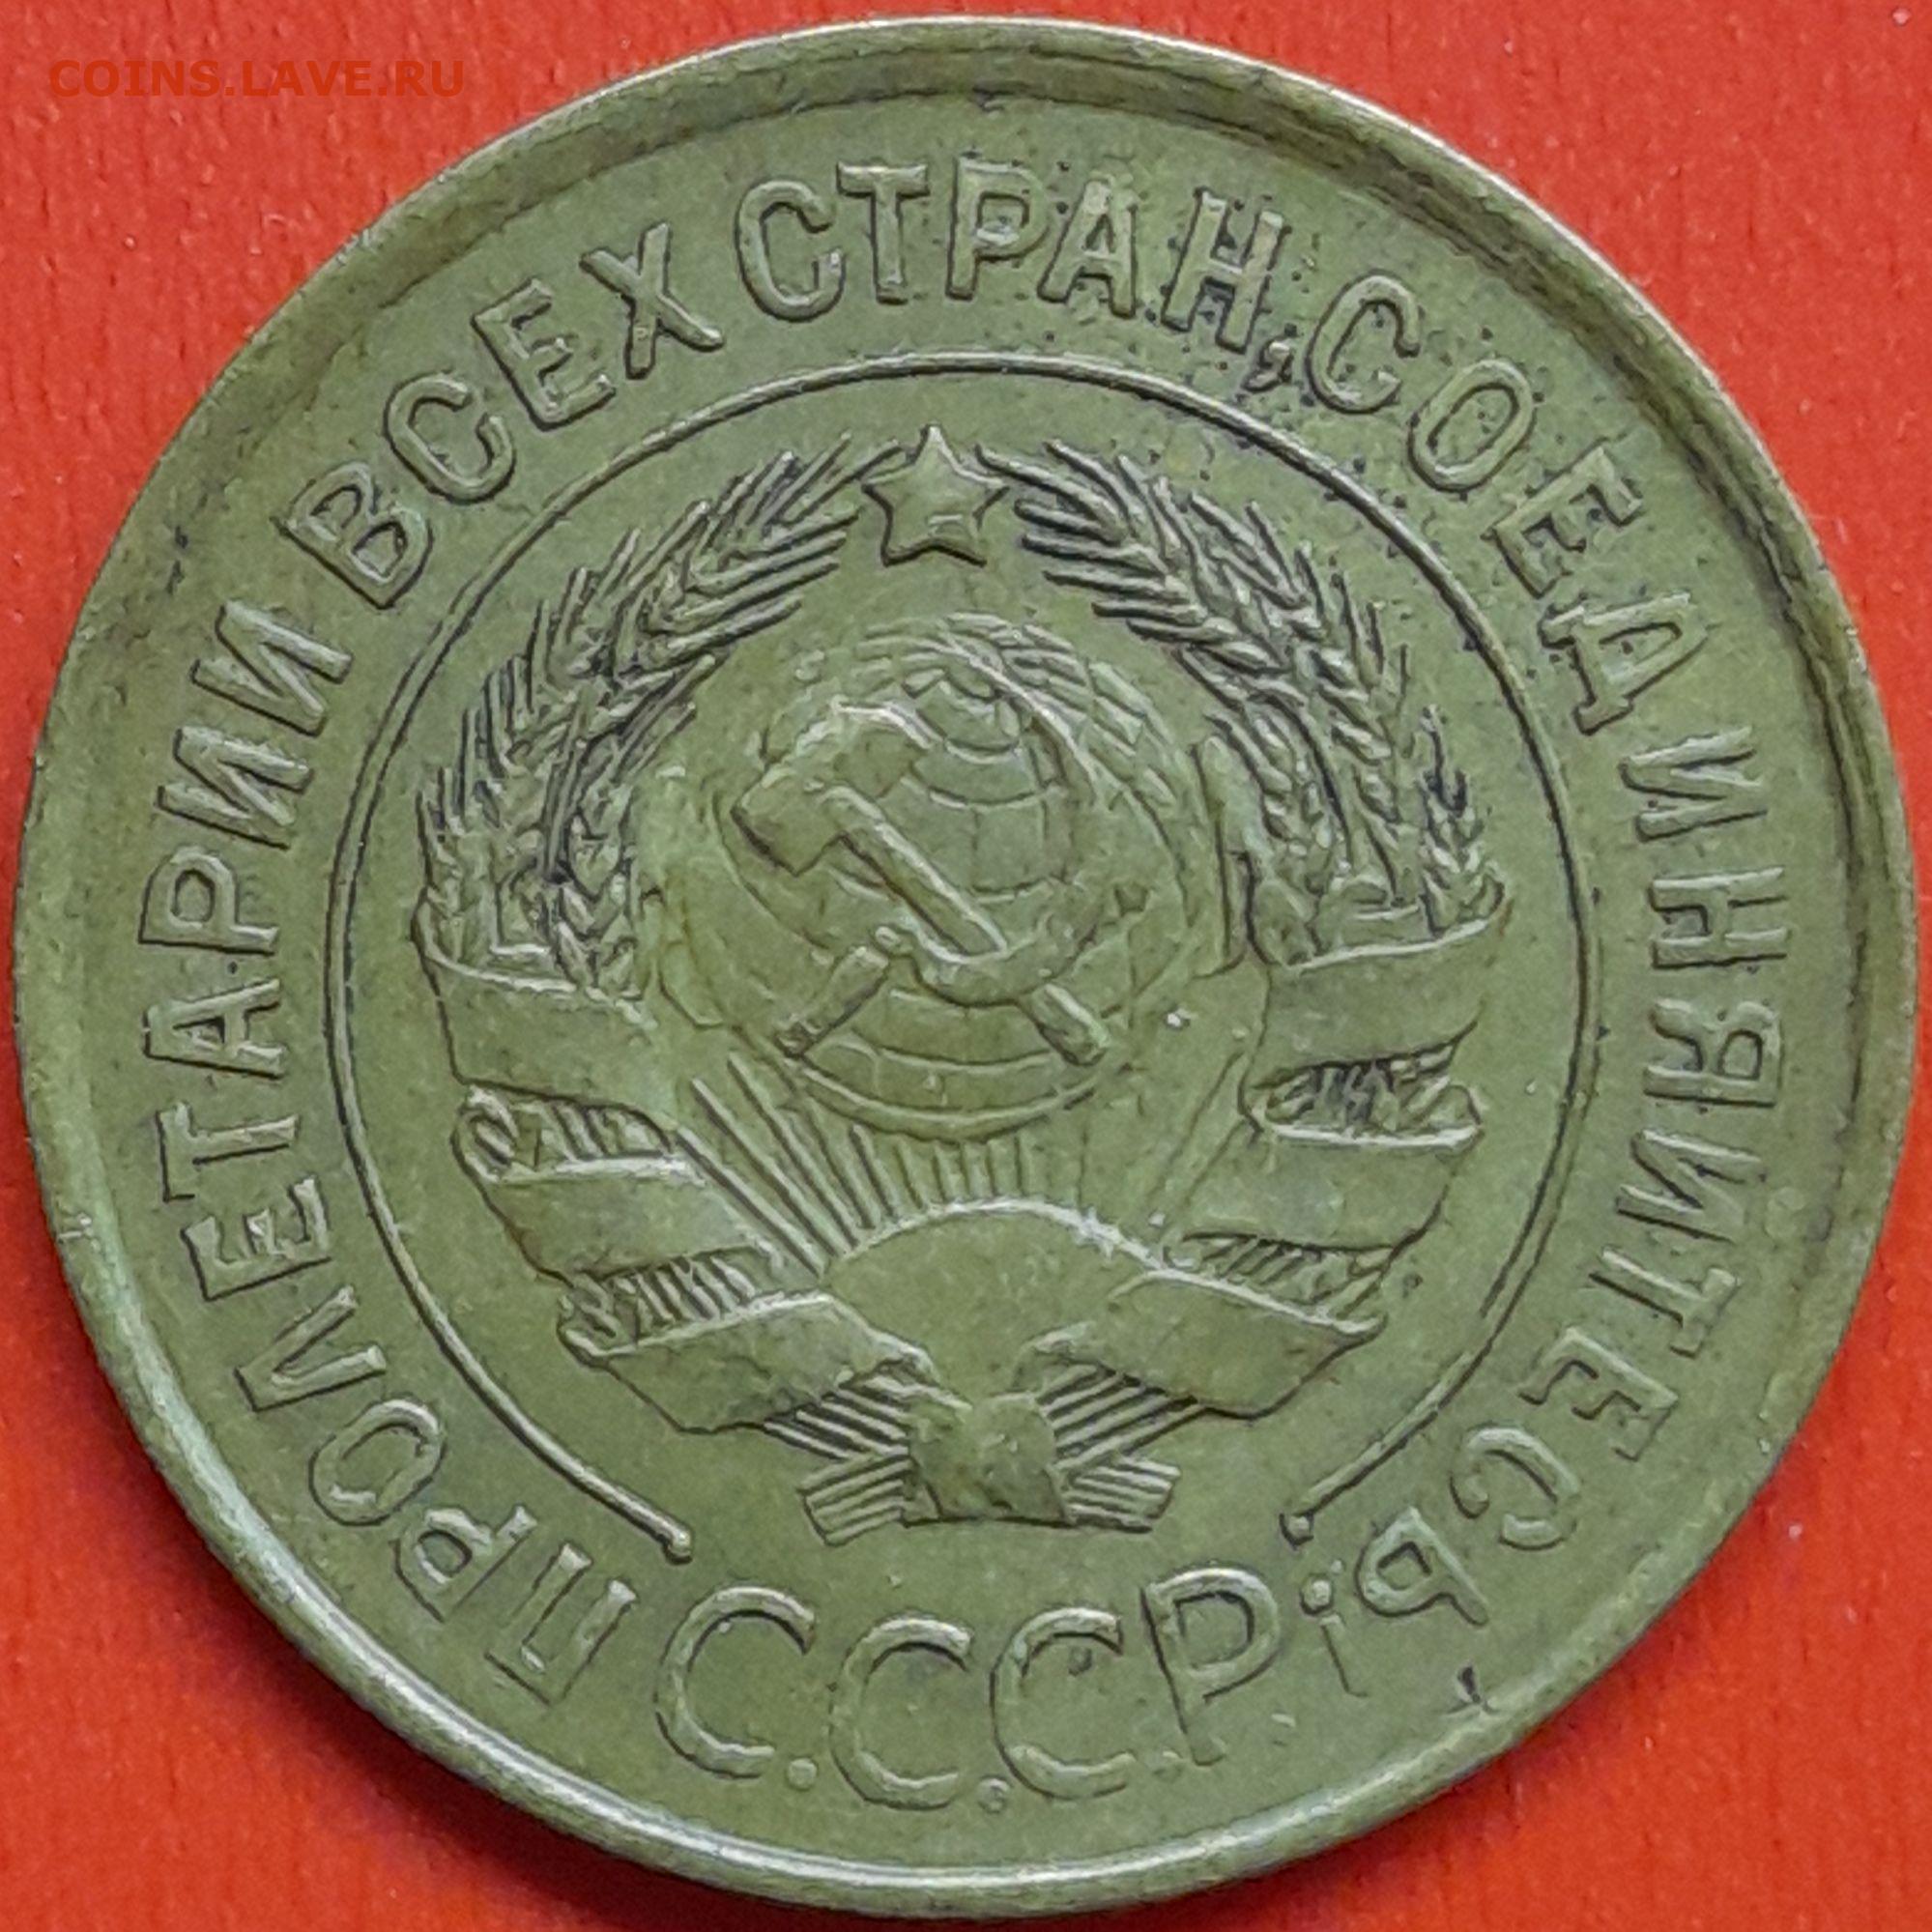 COINS.LAVE.RU
ПРОЛЕТАРИИ ВСЕХ СТРАН, СОЕДИНЯЙТЕСЬ!
С.С.С.Р.